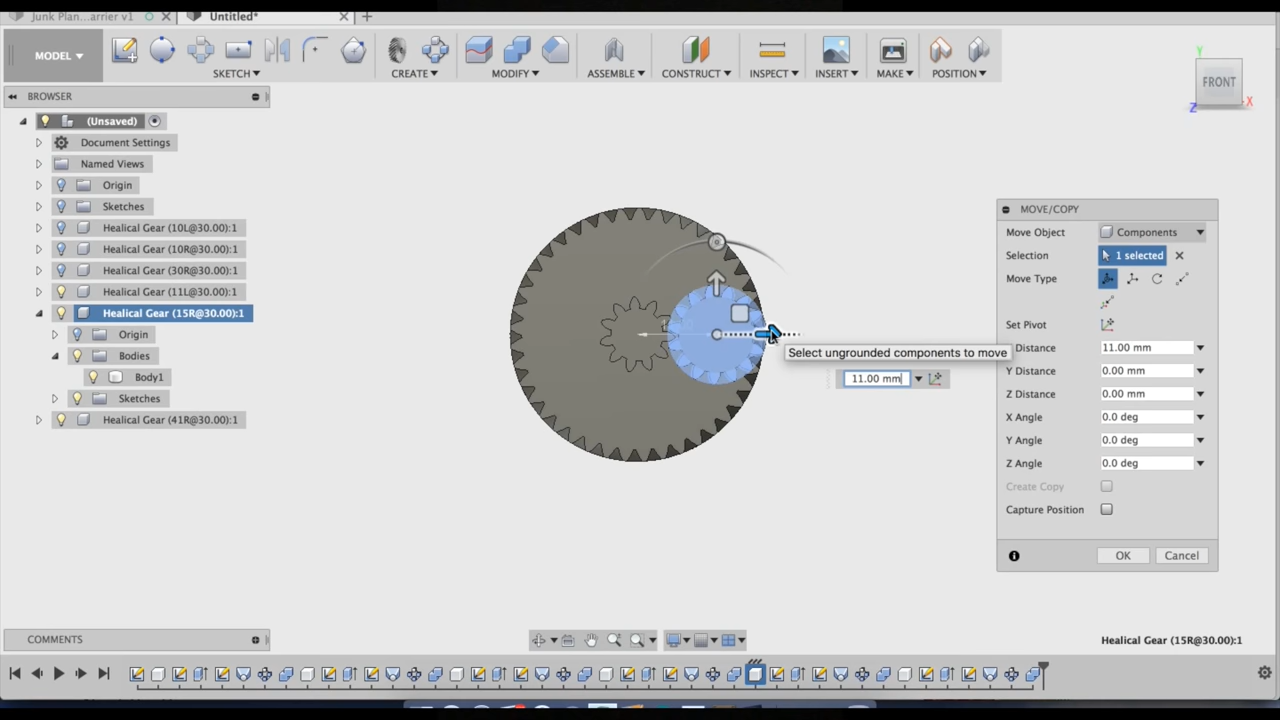 Junk Plan...arrier v1
Untitled*
MODEL
SKETCH
CREATE
MODIFY
ASSEMBLE
CONSTRUCT
INSPECT
INSERT
MAKE
POSITION
Y
FRONT
X
Z
BROWSER
(Unsaved)
Document Settings
Named Views
Origin
Sketches
Healical Gear (10L@30.00):1
Healical Gear (10R@30.00):1
Healical Gear (30R@30.00):1
Healical Gear (11L@30.00):1
Healical Gear (15R@30.00):1
Origin
Bodies
Body1
Sketches
Healical Gear (41R@30.00):1
MOVE/COPY
Move Object
Components
Selection
1 selected
Move Type
Set Pivot
Distance
11.00 mm
Y Distance
0.00 mm
Z Distance
0.00 mm
X Angle
0.0 deg
Y Angle
0.0 deg
Z Angle
0.0 deg
Create Copy
Capture Position
OK
Cancel
Select ungrounded components to move
11.00 mm
COMMENTS
Healical Gear (15R@30.00):1